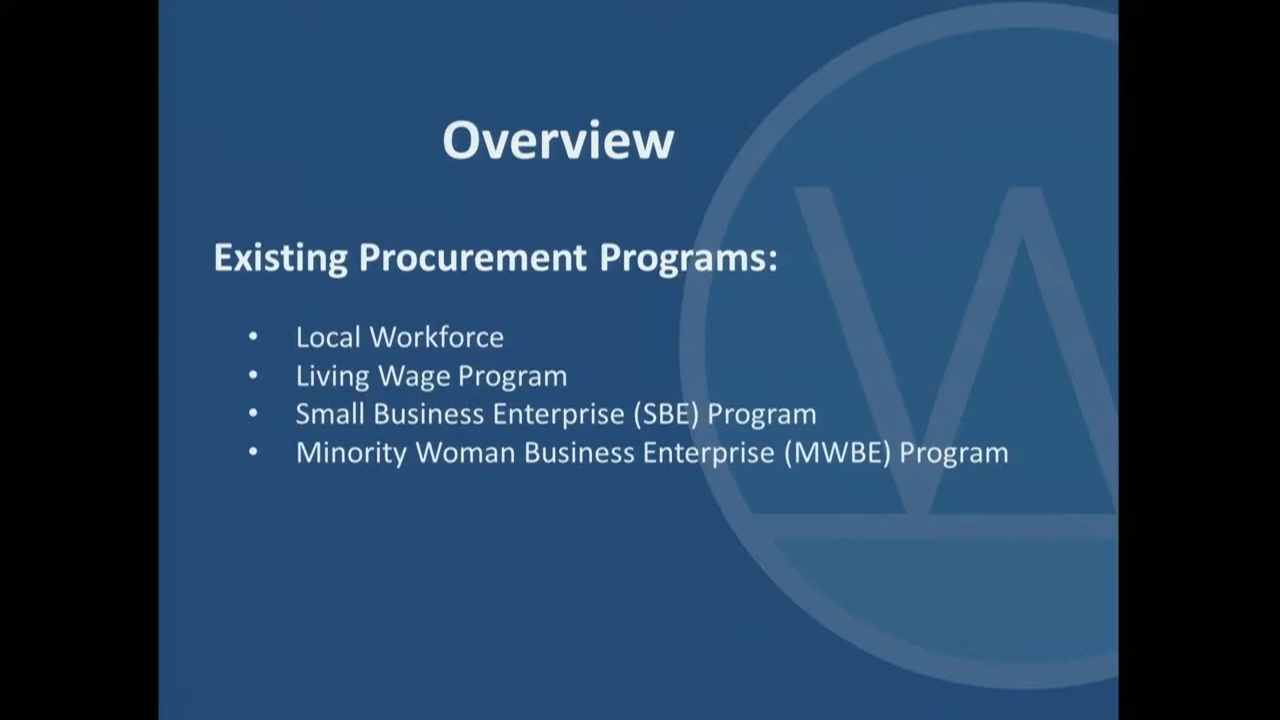 Overview
Existing Procurement Programs:
• Local Workforce
• Living Wage Program
• Small Business Enterprise (SBE) Program
• Minority Woman Business Enterprise (MWBE) Program
W